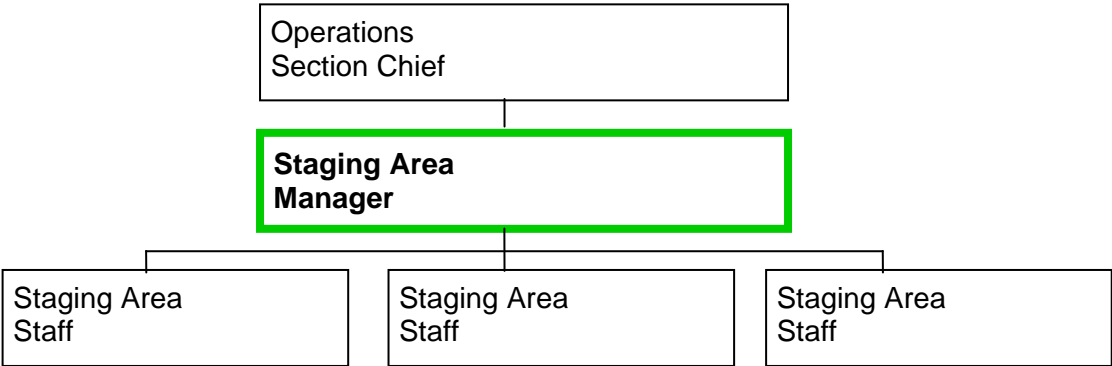 Operations
Section Chief
Staging Area
Manager
Staging Area
Staff
Staging Area
Staff
Staging Area
Staff